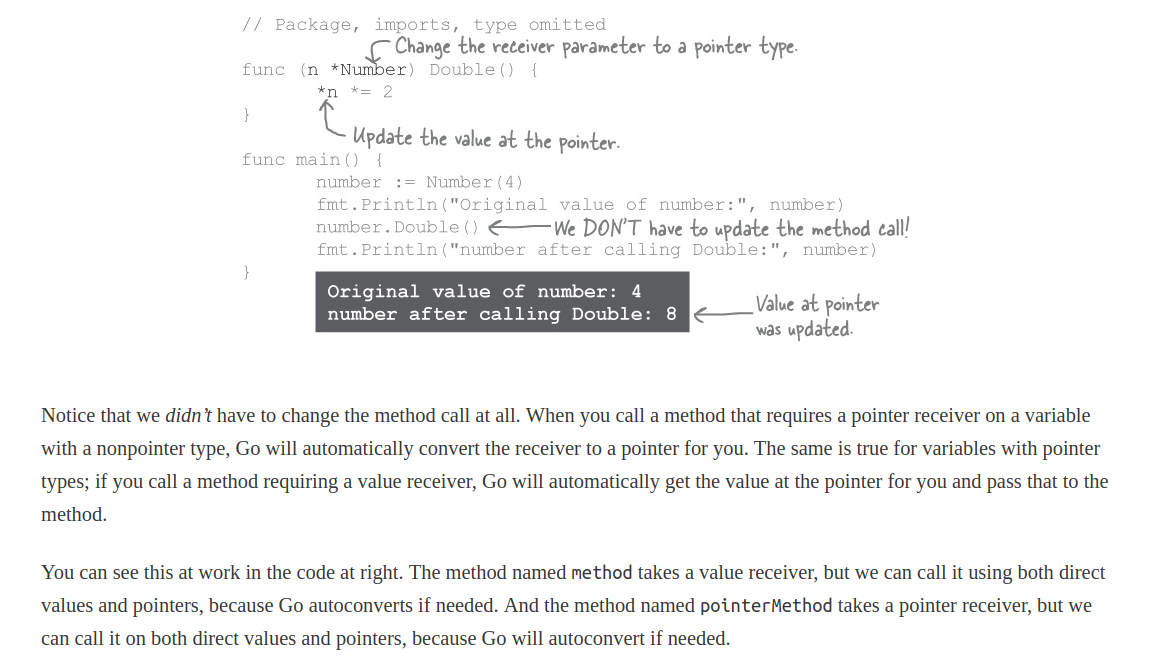 // Package, imports, type omitted
Change the receiver parameter to a pointer type.
func (n *Number) Double() {
*n *= 2
}
Update the value at the pointer.
func main() {
number := Number(4)
fmt.Println("Original value of number:", number)
number.Double() We DON'T have to update the method call!
fmt.Println("number after calling Double:", number)
}
Original value of number: 4
number after calling Double: 8
Value at pointer
was updated.
Notice that we didn't have to change the method call at all. When you call a method that requires a pointer receiver on a variable
with a nonpointer type, Go will automatically convert the receiver to a pointer for you. The same is true for variables with pointer
types; if you call a method requiring a value receiver, Go will automatically get the value at the pointer for you and pass that to the
method.
You can see this at work in the code at right. The method named method takes a value receiver, but we can call it using both direct
values and pointers, because Go autoconverts if needed. And the method named pointerMethod takes a pointer receiver, but we
can call it on both direct values and pointers, because Go will autoconvert if needed.